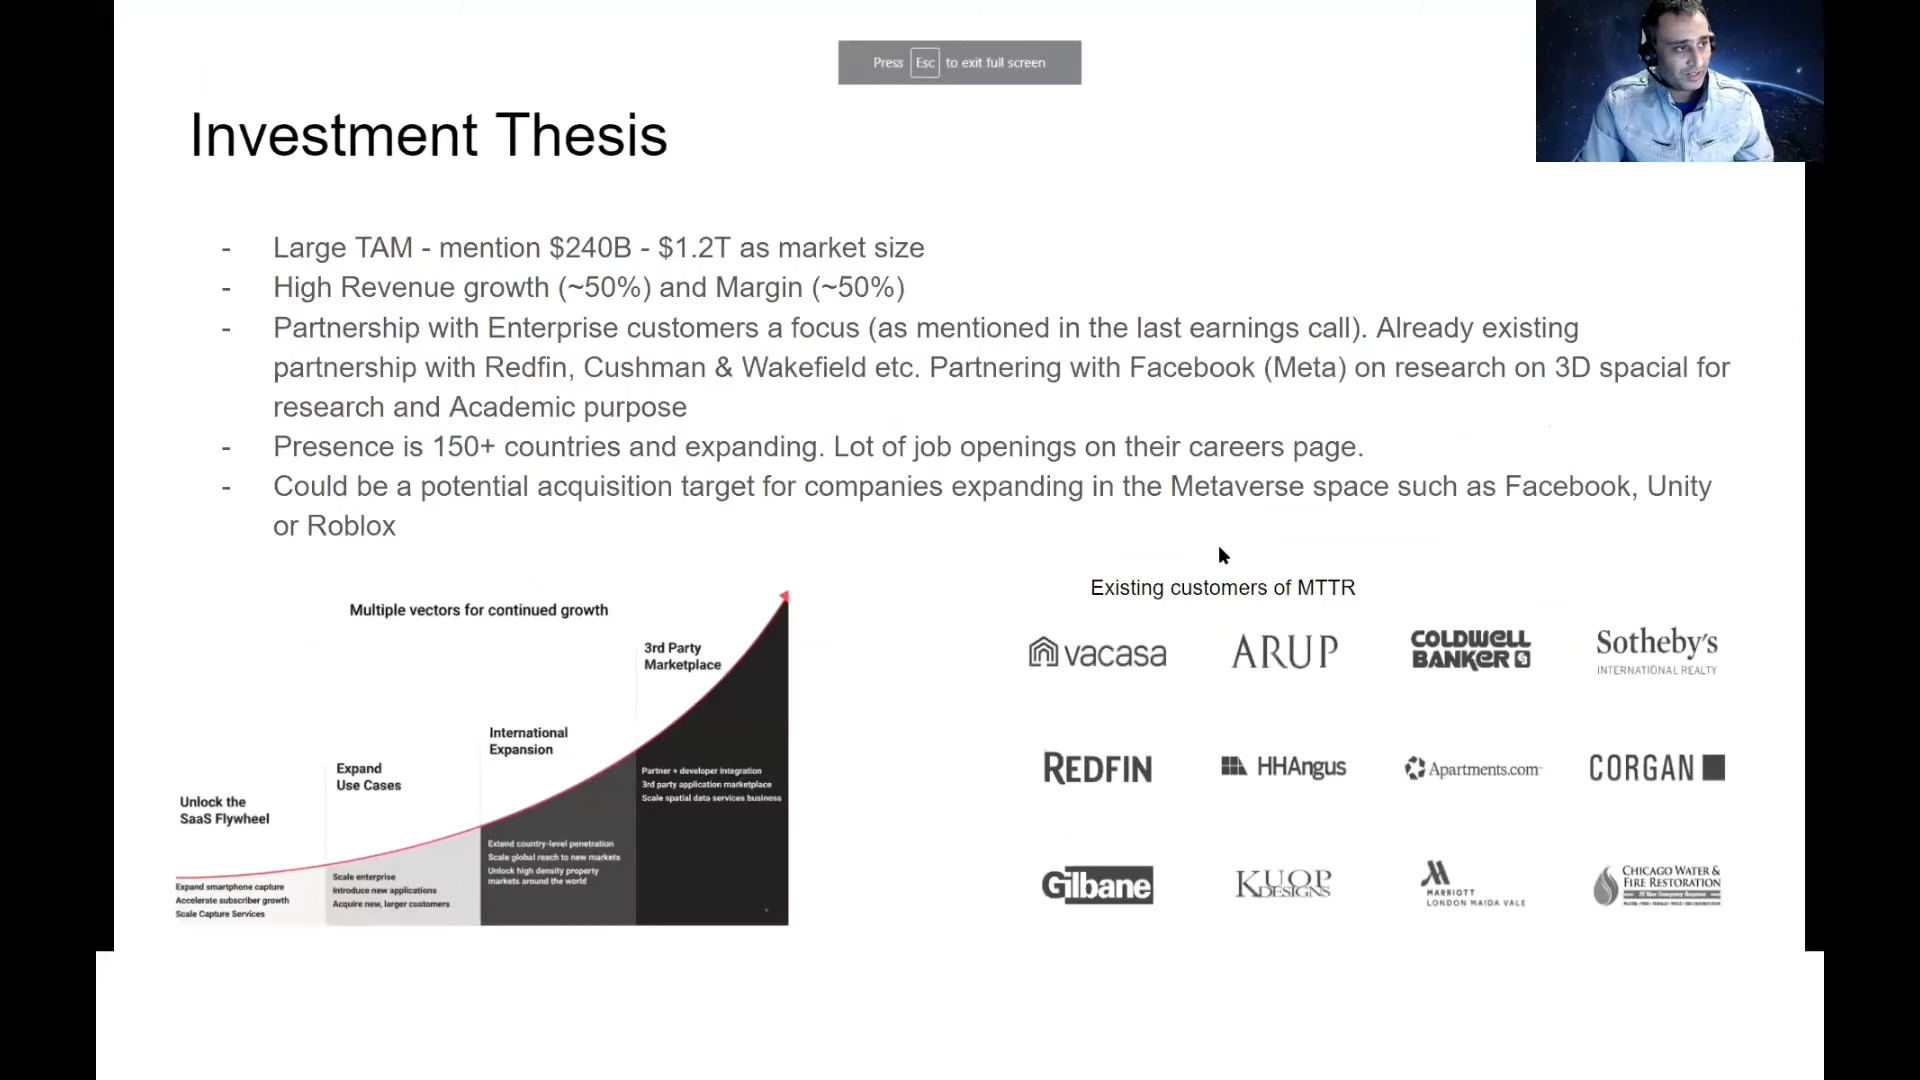 Press Esc to exit full screen
Investment Thesis
- Large TAM - mention $240B - $1.2T as market size
- High Revenue growth (~50%) and Margin (~50%)
- Partnership with Enterprise customers a focus (as mentioned in the last earnings call). Already existing
partnership with Redfin, Cushman & Wakefield etc. Partnering with Facebook (Meta) on research on 3D spacial for
research and Academic purpose
- Presence is 150+ countries and expanding. Lot of job openings on their careers page.
- Could be a potential acquisition target for companies expanding in the Metaverse space such as Facebook, Unity
or Roblox
Multiple vectors for continued growth
Unlock the
SaaS Flywheel
Expand smartphone capture
Accelerate subscriber growth
Scale Capture Services
Expand
Use Cases
Scale enterprise
Introduce new applications
Acquire new, larger customers
International
Expansion
Extend country-level penetration
Scale global reach to new markets
Unlock high density property
markets around the world
3rd Party
Marketplace
Partner + developer integration
3rd party application marketplace
Scale spatial data services business
Existing customers of MTTR
vacasa
ARUP
COLDWELL
BANKER
Sotheby's
INTERNATIONAL REALTY
REDFIN
HHAngus
Apartments.com
CORGAN
Gilbane
KUOP
DESIGNS
MARRIOTT
LONDON MAIDA VALE
CHICAGO WATER &
FIRE RESTORATION